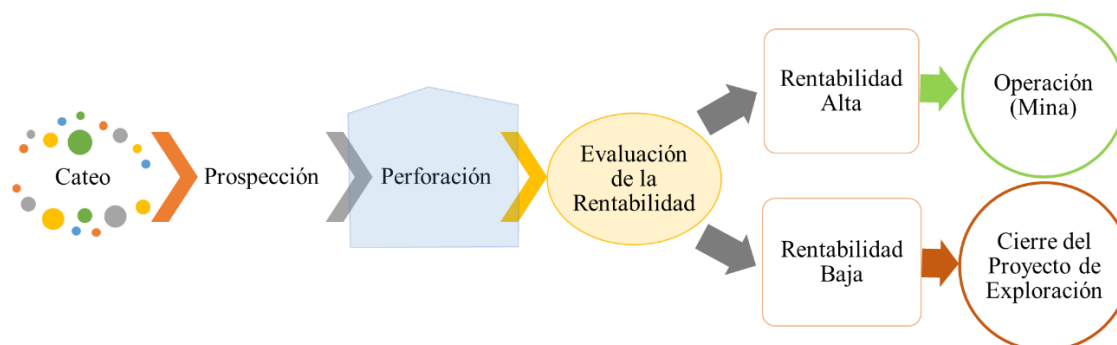 Cateo
Prospección
Perforación
Evaluación
de la
Rentabilidad
Rentabilidad
Alta
Operación
(Mina)
Rentabilidad
Baja
Cierre del
Proyecto de
Exploración